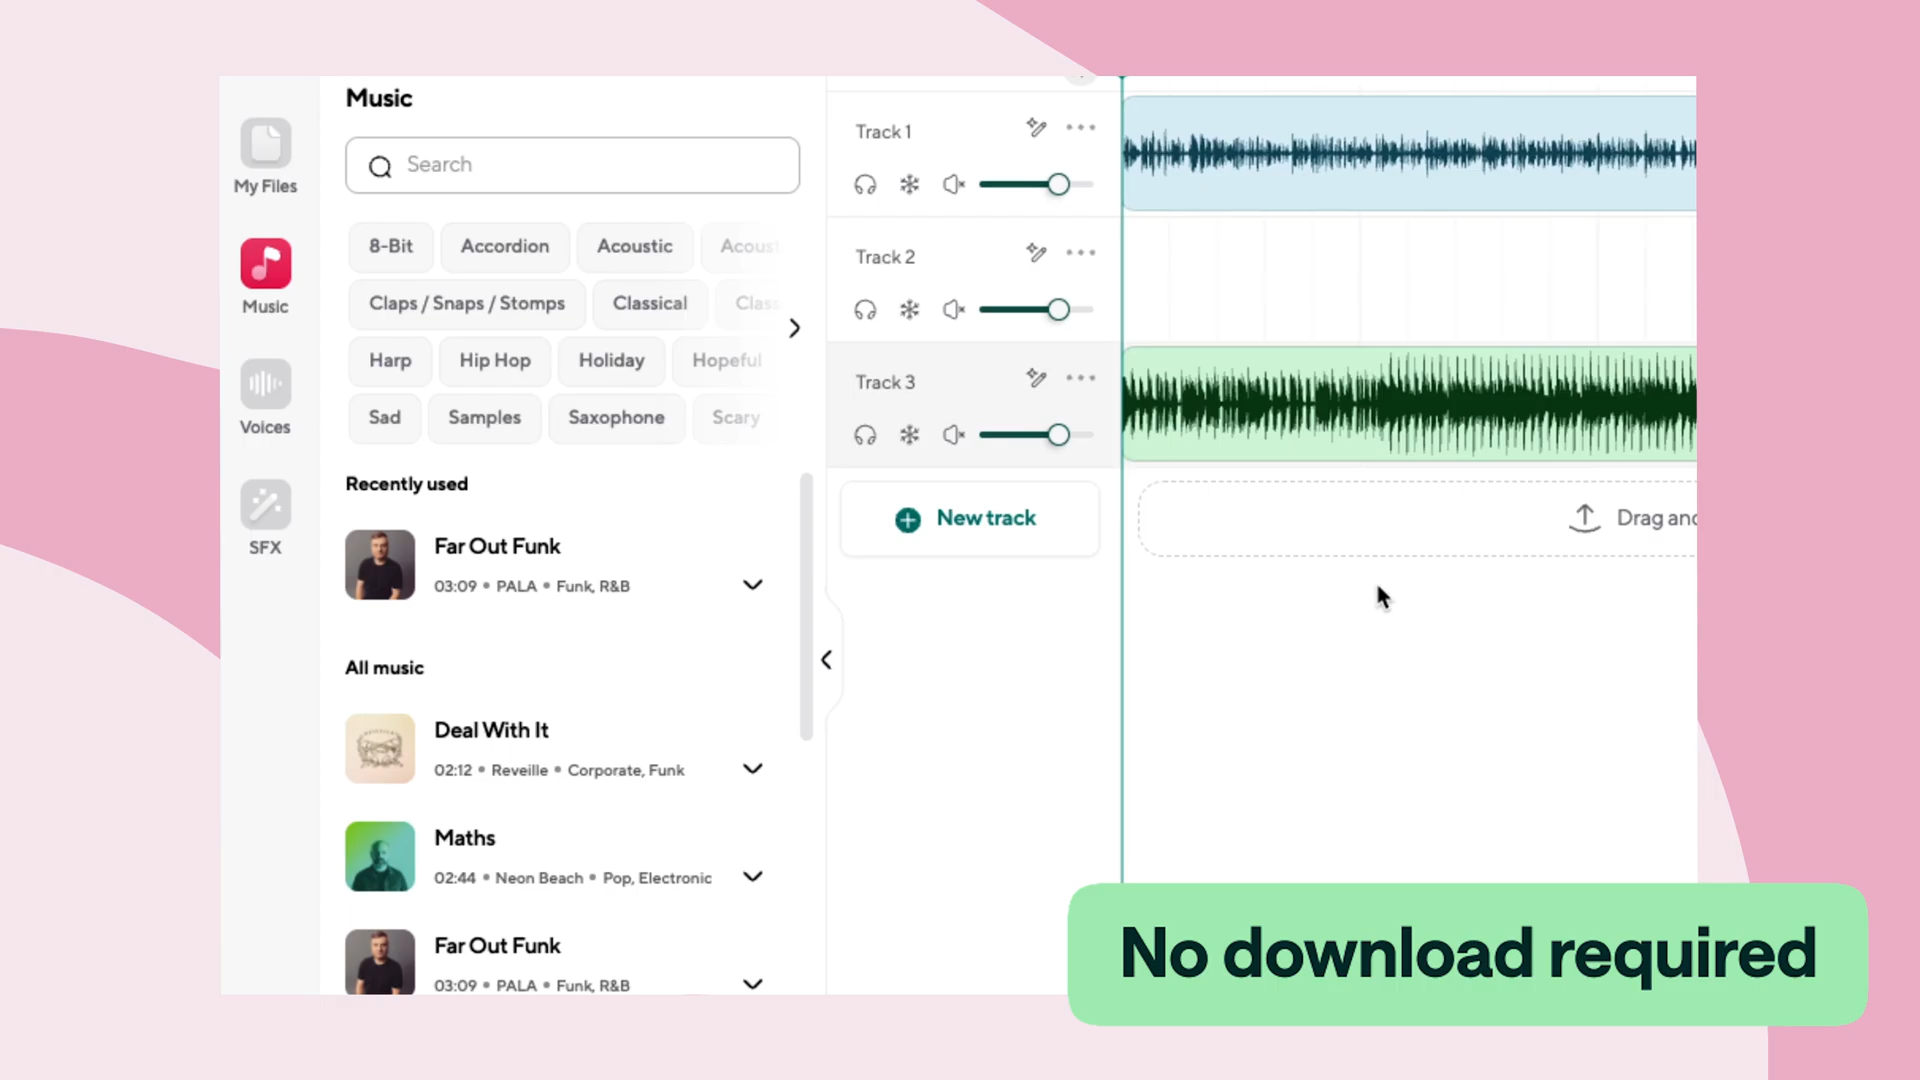 Music
Search
My Files
Music
Voices
SFX
8-Bit Accordion Acoustic
Claps / Snaps / Stomps Classical
Harp Hip Hop Holiday Hopeful
Sad Samples Saxophone Scary
Recently used
Far Out Funk
03:09 • PALA • Funk, R&B
All music
Deal With It
02:12 • Reveille • Corporate, Funk
Maths
02:44 • Neon Beach • Pop, Electronic
Far Out Funk
03:09 • PALA • Funk, R&B
Track 1
Track 2
Track 3
New track
Drag and
No download required